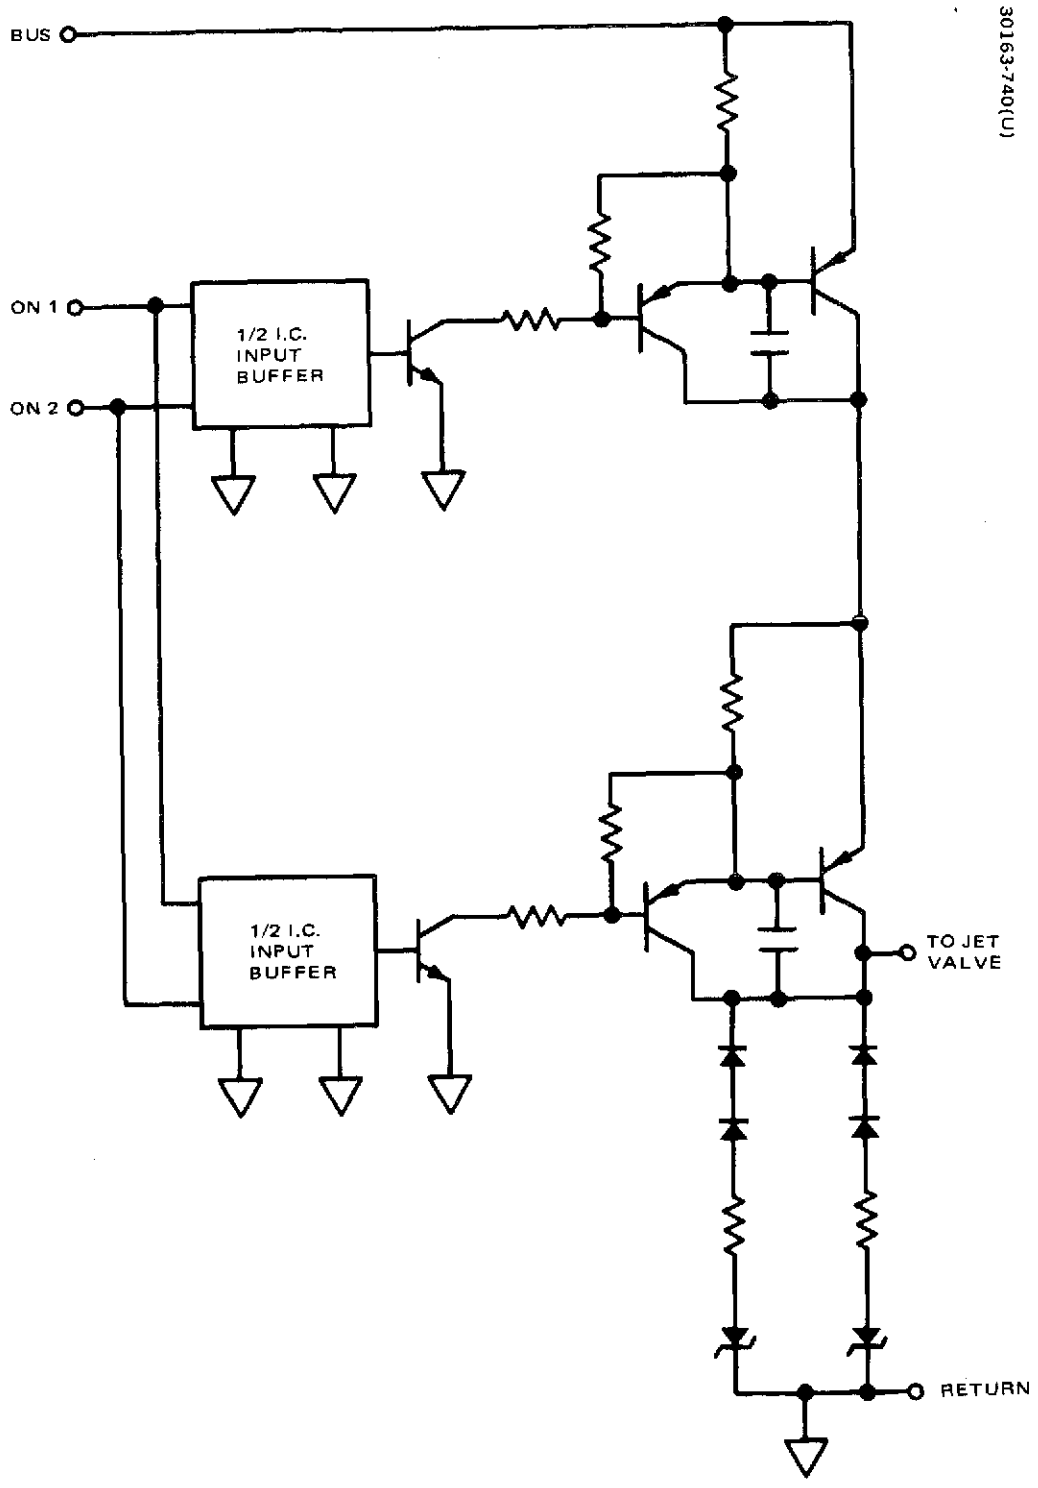 30163-740(U)
BUS
ON 1
1/2 I.C.
INPUT
BUFFER
ON 2
1/2 I.C.
INPUT
BUFFER
TO JET
VALVE
RETURN